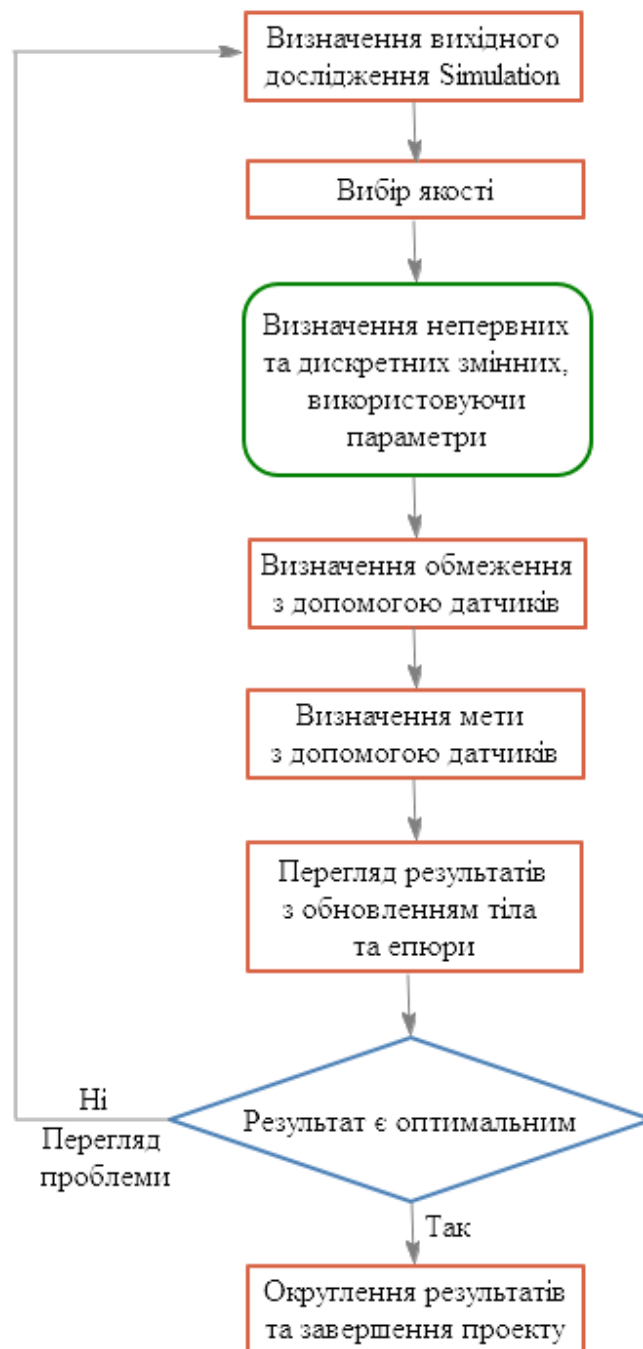 Визначення вихідного
дослідження Simulation
Вибір якості
Визначення непервних
та дискретних змінних,
використовуючи
параметри
Визначення обмеження
з допомогою датчиків
Визначення мети
з допомогою датчиків
Перегляд результатів
з обновленням тіла
та епюри
Результат є оптимальним
Ні
Перегляд
проблеми
Так
Округлення результатів
та завершення проекту